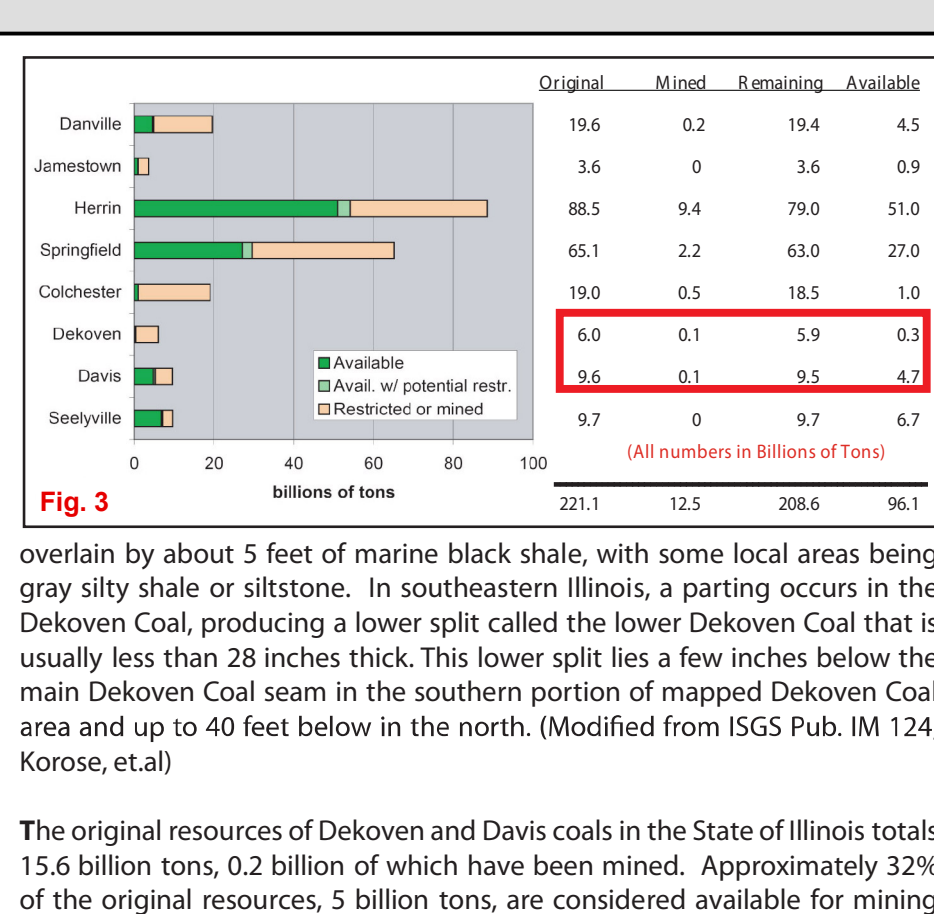 Original Mined Remaining Available
Danville 19.6 0.2 19.4 4.5
Jamestown 3.6 0 3.6 0.9
Herrin 88.5 9.4 79.0 51.0
Springfield 65.1 2.2 63.0 27.0
Colchester 19.0 0.5 18.5 1.0
Dekoven 6.0 0.1 5.9 0.3
Davis 9.6 0.1 9.5 4.7
Seelyville 9.7 0 9.7 6.7
Available
Avail. w/ potential restr.
Restricted or mined
0 20 40 60 80 100
billions of tons
(All numbers in Billions of Tons)
221.1 12.5 208.6 96.1
Fig. 3
overlain by about 5 feet of marine black shale, with some local areas being
gray silty shale or siltstone. In southeastern Illinois, a parting occurs in the
Dekoven Coal, producing a lower split called the lower Dekoven Coal that is
usually less than 28 inches thick. This lower split lies a few inches below the
main Dekoven Coal seam in the southern portion of mapped Dekoven Coal
area and up to 40 feet below in the north. (Modified from ISGS Pub. IM 124,
Korose, et.al)
The original resources of Dekoven and Davis coals in the State of Illinois totals
15.6 billion tons, 0.2 billion of which have been mined. Approximately 32%
of the original resources, 5 billion tons, are considered available for mining